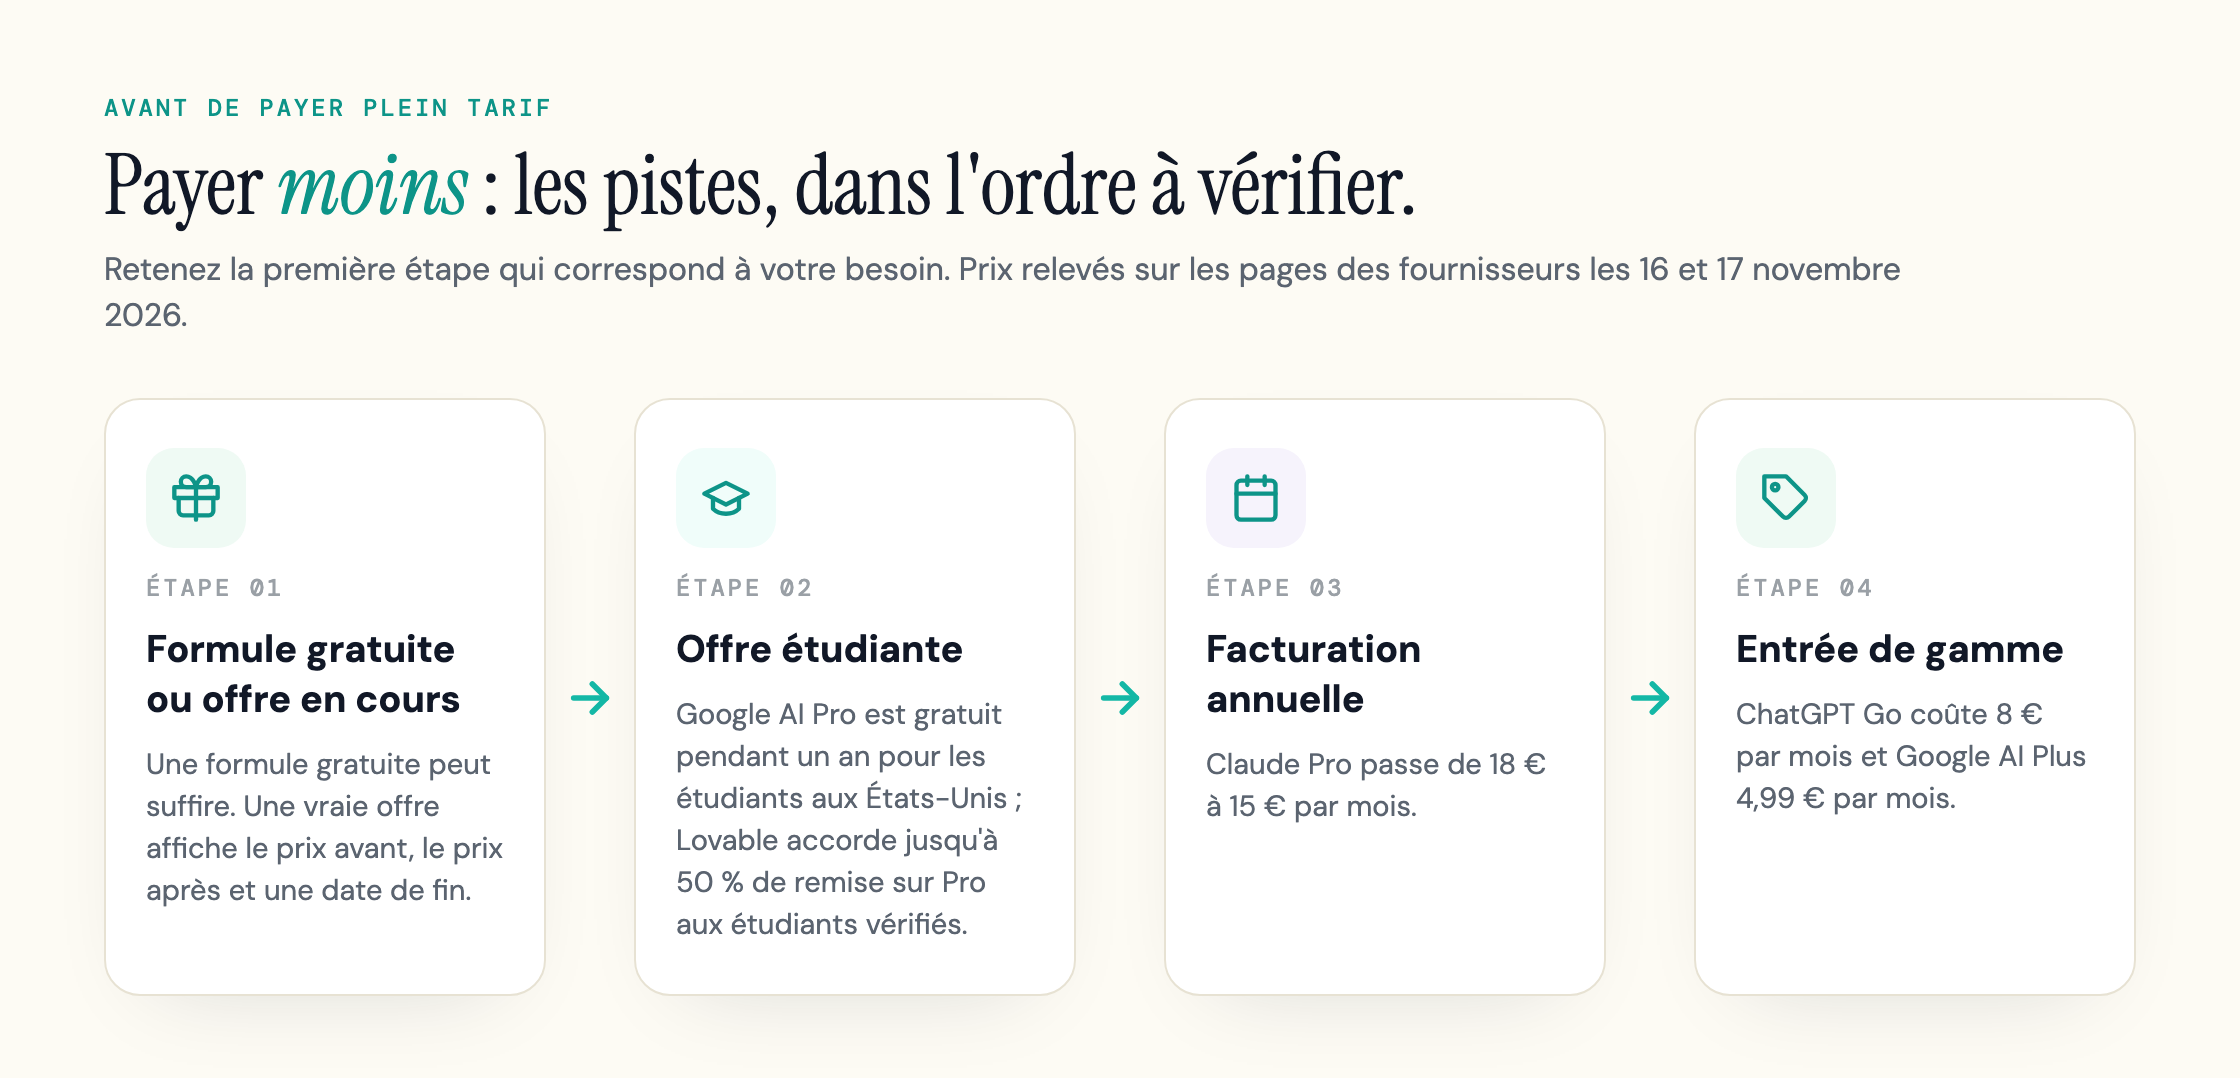 AVANT DE PAYER PLEIN TARIF
Payer moins : les pistes, dans l'ordre à vérifier.
Retenez la première étape qui correspond à votre besoin. Prix relevés sur les pages des fournisseurs les 16 et 17 novembre
2026.
ÉTAPE 01
Formule gratuite
ou offre en cours
Une formule gratuite peut
suffire. Une vraie offre
affiche le prix avant, le prix
après et une date de fin.
ÉTAPE 02
Offre étudiante
Google AI Pro est gratuit
pendant un an pour les
étudiants aux États-Unis ;
Lovable accorde jusqu'à
50 % de remise sur Pro
aux étudiants vérifiés.
ÉTAPE 03
Facturation
annuelle
Claude Pro passe de 18 €
à 15 € par mois.
ÉTAPE 04
Entrée de gamme
ChatGPT Go coûte 8 €
par mois et Google AI Plus
4,99 € par mois.